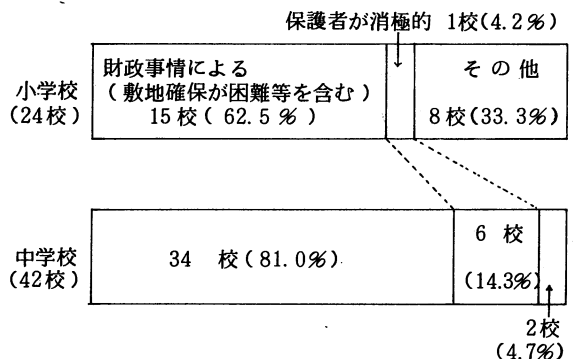 保護者が消極的 1校(4.2%)
小学校
(24校)
財政事情による
(敷地確保が困難等を含む)
15校(62.5%)
その他
8校(33.3%)
中学校
(42校)
34 校(81.0%)
6 校
(14.3%)
2校
(4.7%)